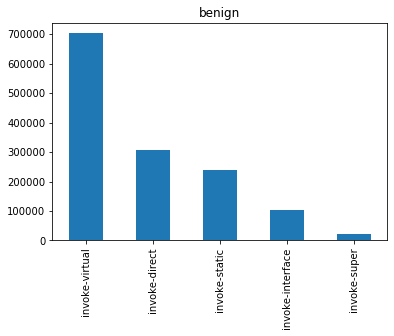 benign
700000
600000
500000
400000
300000
200000
100000
0
invoke-virtual
invoke-direct
invoke-static
invoke-interface
invoke-super